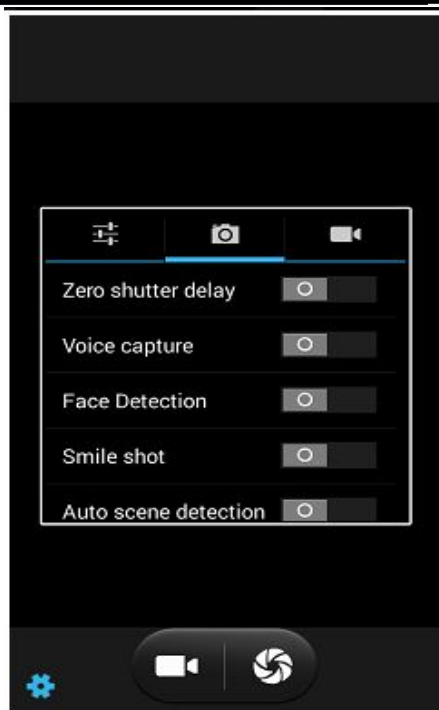 Zero shutter delay
Voice capture
Face Detection
Smile shot
Auto scene detection